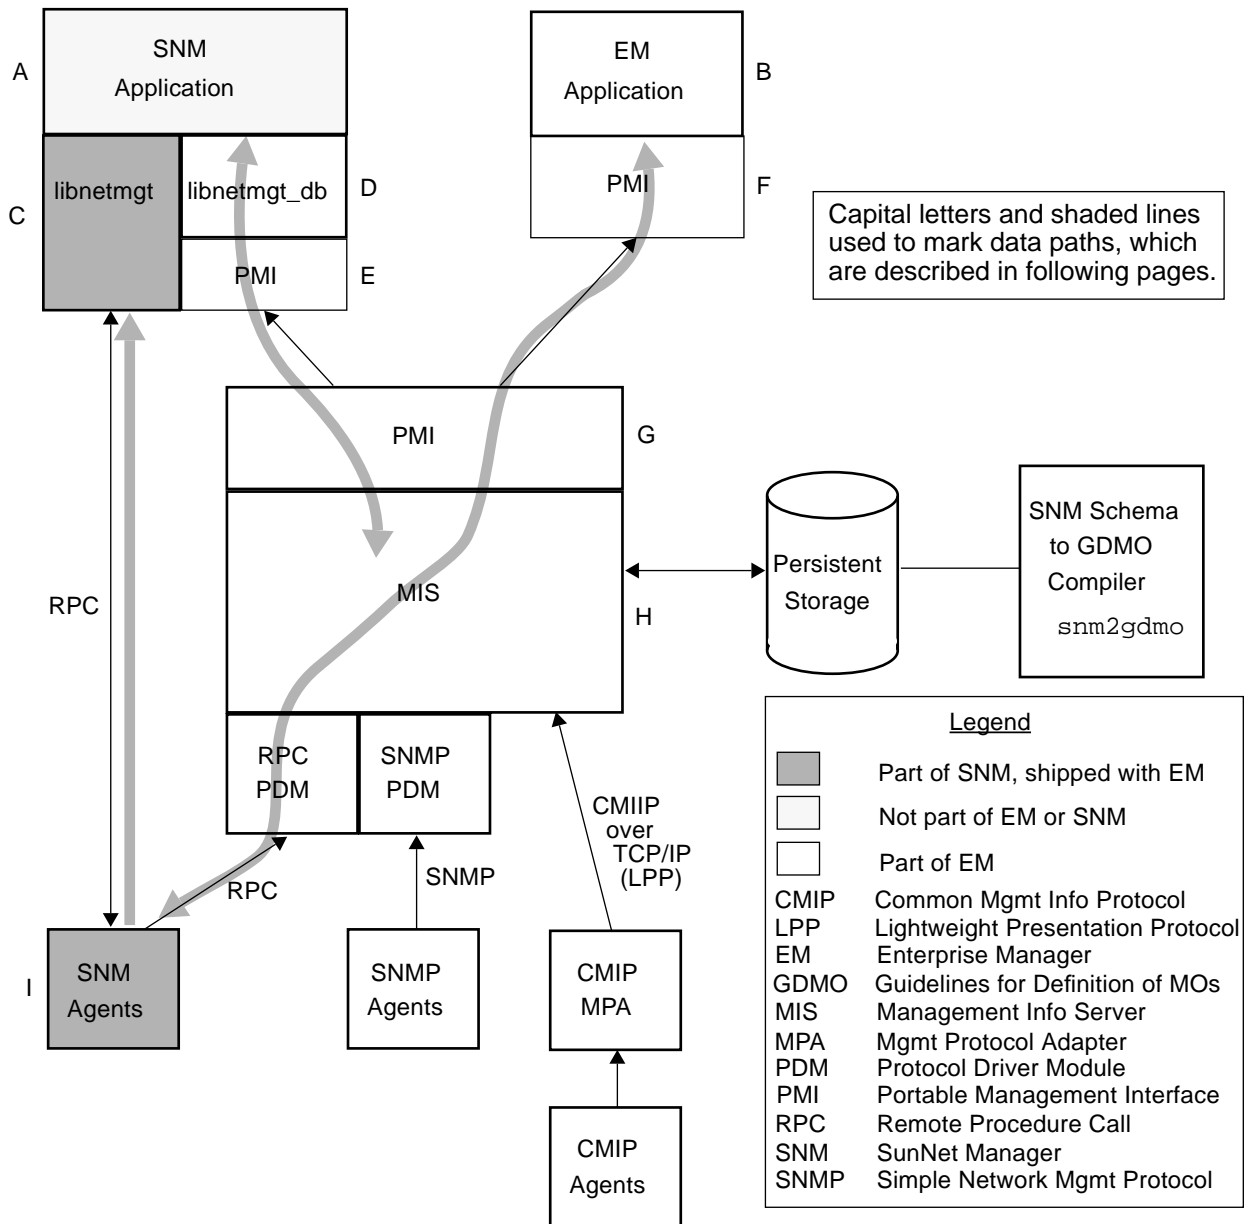 SNM
Application
A
EM
Application
B
libnetmgt
libnetmgt_db
D
C
PMI
E
PMI
F
Capital letters and shaded lines
used to mark data paths, which
are described in following pages.
PMI
G
RPC
MIS
H
Persistent
Storage
SNM Schema
to GDMO
Compiler
snm2gdmo
RPC
PDM
SNMP
PDM
CMIIP
over
TCP/IP
(LPP)
RPC
SNMP
I
SNM
Agents
SNMP
Agents
CMIP
MPA
CMIP
Agents
Legend
Part of SNM, shipped with EM
Not part of EM or SNM
Part of EM
CMIP Common Mgmt Info Protocol
LPP Lightweight Presentation Protocol
EM Enterprise Manager
GDMO Guidelines for Definition of MOs
MIS Management Info Server
MPA Mgmt Protocol Adapter
PDM Protocol Driver Module
PMI Portable Management Interface
RPC Remote Procedure Call
SNM SunNet Manager
SNMP Simple Network Mgmt Protocol